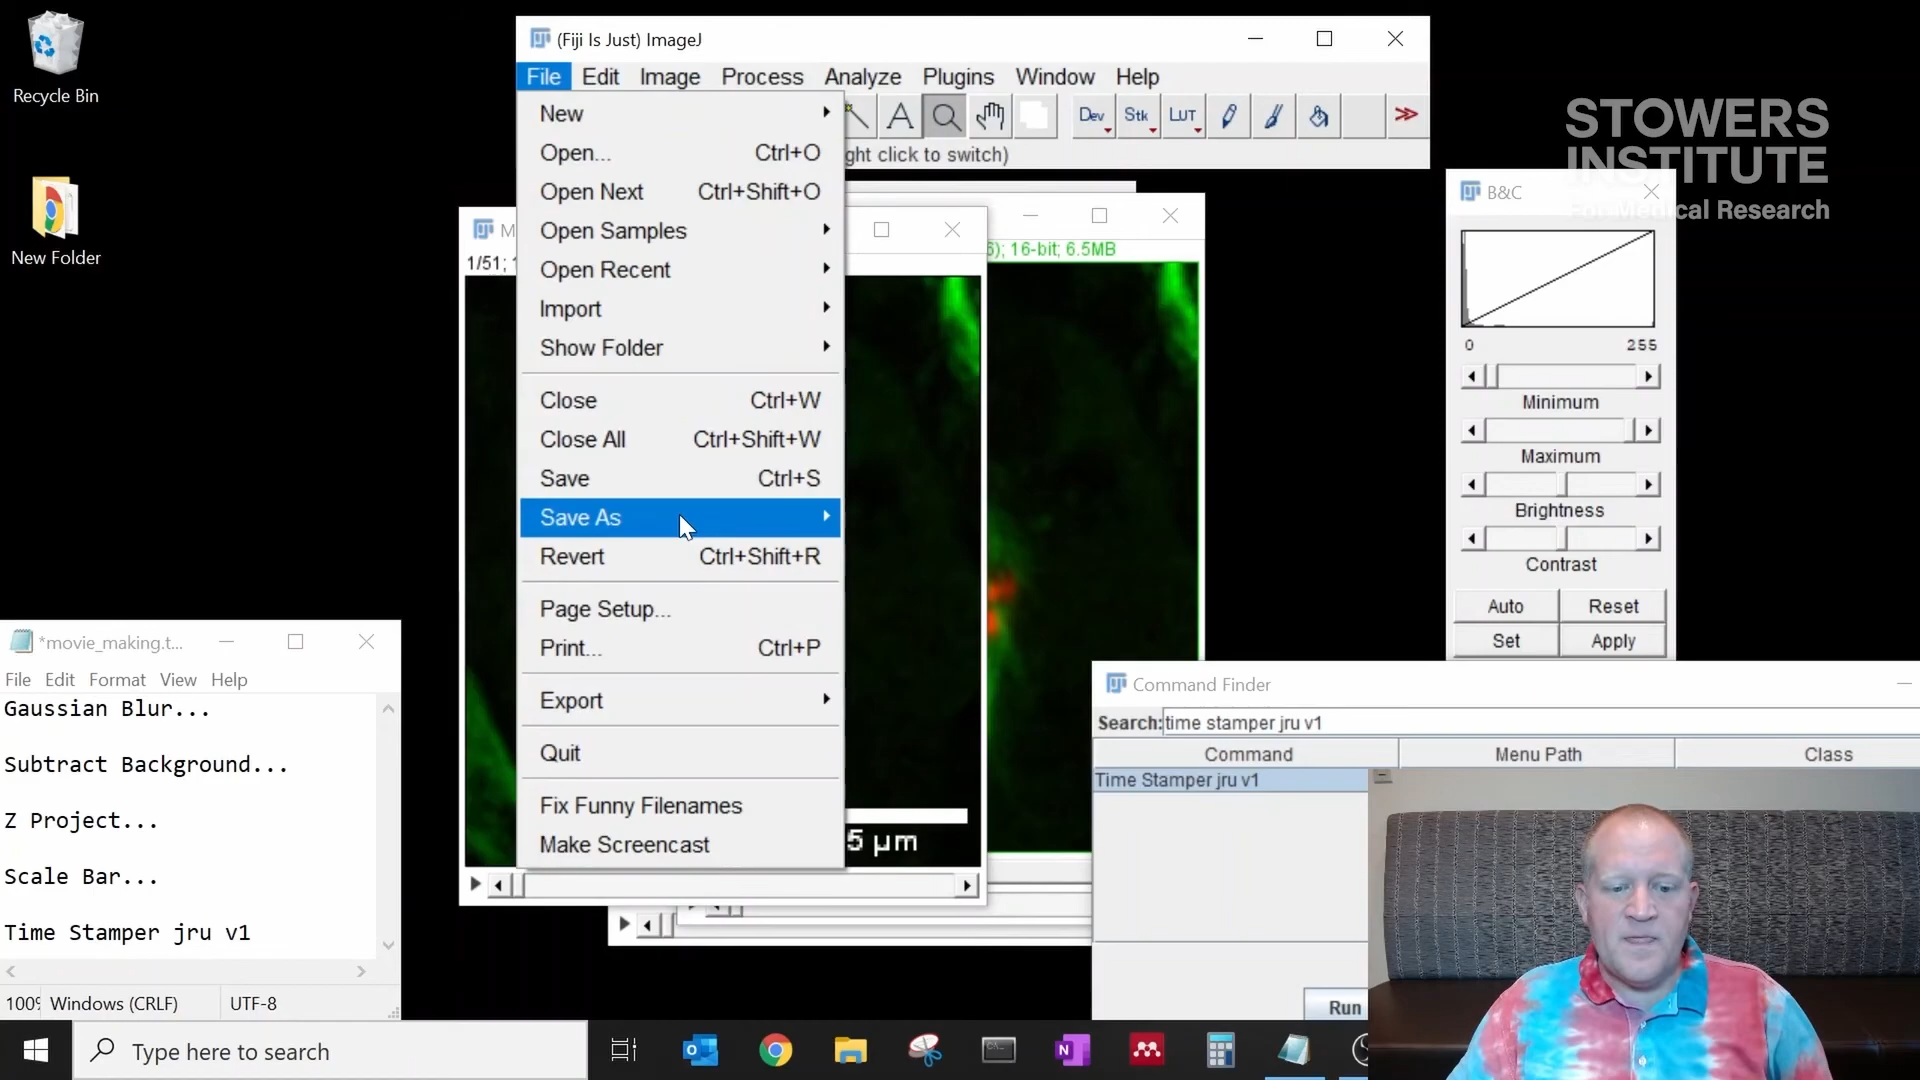 Recycle Bin
New Folder
(Fiji Is Just) ImageJ
File Edit Image Process Analyze Plugins Window Help
Dev Stk LUT
ght click to switch)
New
Open... Ctrl+O
Open Next Ctrl+Shift+O
Open Samples
Open Recent
Import
Show Folder
Close Ctrl+W
Close All Ctrl+Shift+W
Save Ctrl+S
Save As
Revert Ctrl+Shift+R
Page Setup...
Print... Ctrl+P
Export
Quit
Fix Funny Filenames
Make Screencast
M
1/51;
6); 16-bit; 6.5MB
5 µm
STOWERS
INSTITUTE
For Medical Research
B&C
0 255
Minimum
Maximum
Brightness
Contrast
Auto Reset
Set Apply
Command Finder
Search: time stamper jru v1
Command Menu Path Class
Time Stamper jru v1
Run
*movie_making.t...
File Edit Format View Help
Gaussian Blur...
Subtract Background...
Z Project...
Scale Bar...
Time Stamper jru v1
100% Windows (CRLF) UTF-8
Type here to search